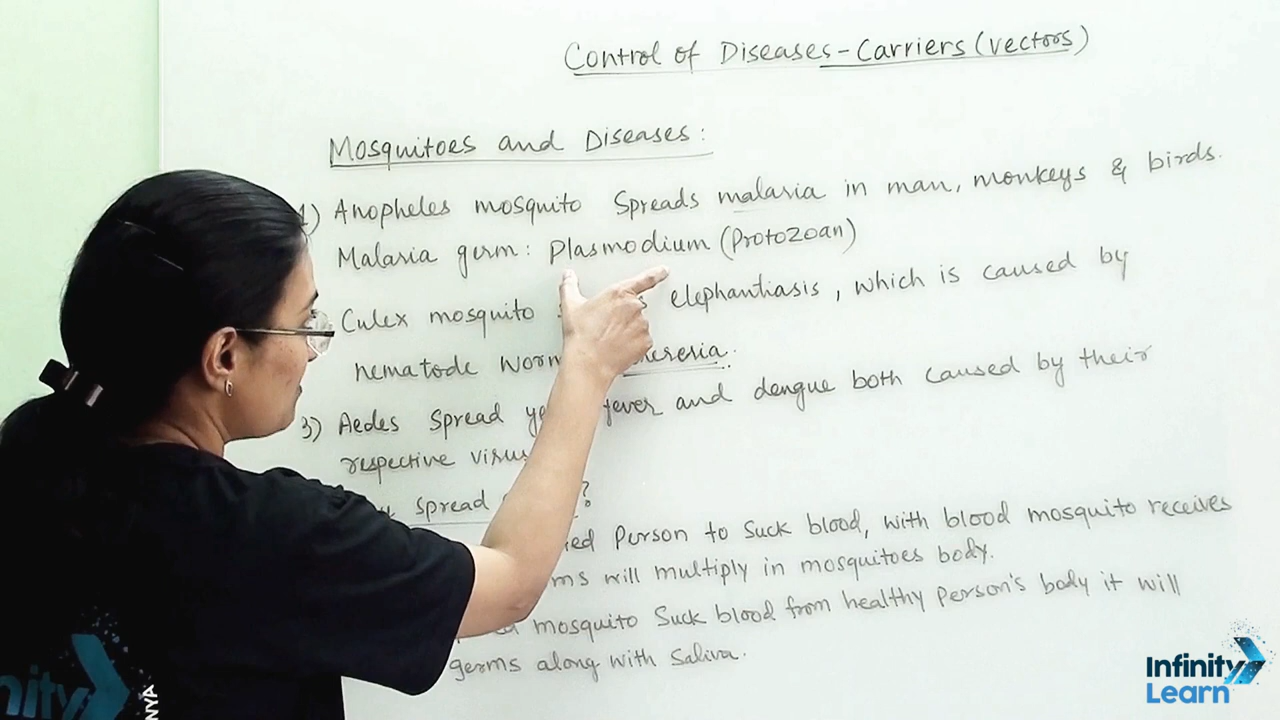 Control of Diseases-Carriers (vectors)
Mosquitoes and Diseases:
1) Anopheles mosquito Spreads malaria in man, monkeys & birds.
Malaria germ: Plasmodium (Protozoan)
Culex mosquito elephantiasis, which is caused by
nematode
3) Aedes Spread fever and dengue both caused by their
respective
spread ?
Person to Suck blood, with blood mosquito receives
will multiply in mosquitoes body.
mosquito Suck blood from healthy person's body it will
germs along with Saliva.
Infinity
Learn